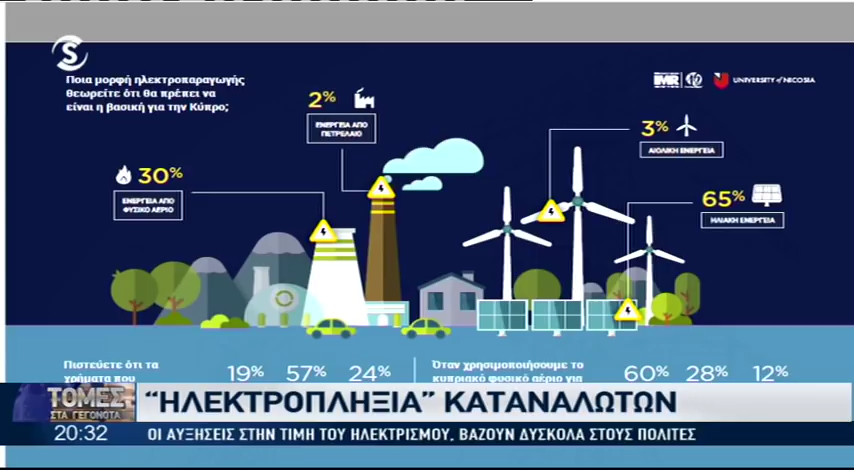 S
Ποια μορφή ηλεκτροπαραγωγής
θεωρείτε ότι θα πρέπει να
είναι η βασική για την Κύπρο;
IMR
UNIVERSITY of NICOSIA
2%
ΕΝΕΡΓΕΙΑ ΑΠΟ
ΠΕΤΡΕΛΑΙΟ
3%
ΑΙΟΛΙΚΗ ΕΝΕΡΓΕΙΑ
30%
ΕΝΕΡΓΕΙΑ ΑΠΟ
ΦΥΣΙΚΟ ΑΕΡΙΟ
65%
ΗΛΙΑΚΗ ΕΝΕΡΓΕΙΑ
Πιστεύετε ότι τα
χρήματα που
19% 57% 24%
Όταν χρησιμοποιήσουμε το
κυπριακό φυσικό αέριο για
60% 28% 12%
ΤΟΜΕΣ
ΣΤΑ ΓΕΓΟΝΟΤΑ
“ΗΛΕΚΤΡΟΠΛΗΞΙΑ” ΚΑΤΑΝΑΛΩΤΩΝ
20:32
ΟΙ ΑΥΞΗΣΕΙΣ ΣΤΗΝ ΤΙΜΗ ΤΟΥ ΗΛΕΚΤΡΙΣΜΟΥ, ΒΑΖΟΥΝ ΔΥΣΚΟΛΑ ΣΤΟΥΣ ΠΟΛΙΤΕΣ